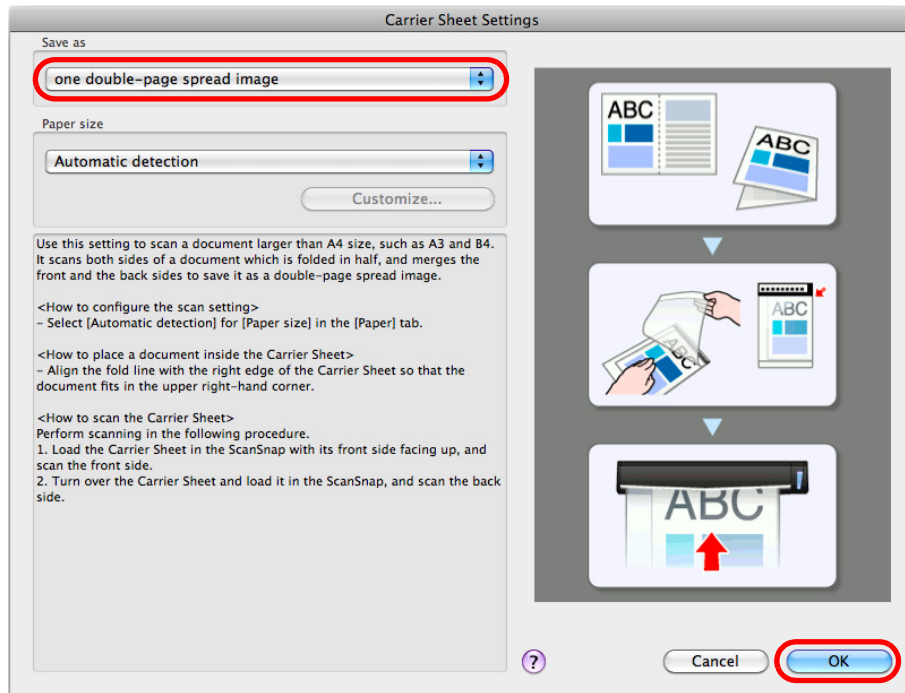 Carrier Sheet Settings
Save as
one double-page spread image
Paper size
Automatic detection
Customize...
Use this setting to scan a document larger than A4 size, such as A3 and B4.
It scans both sides of a document which is folded in half, and merges the
front and the back sides to save it as a double-page spread image.
<How to configure the scan setting>
- Select [Automatic detection] for [Paper size] in the [Paper] tab.
<How to place a document inside the Carrier Sheet>
- Align the fold line with the right edge of the Carrier Sheet so that the
document fits in the upper right-hand corner.
<How to scan the Carrier Sheet>
Perform scanning in the following procedure.
1. Load the Carrier Sheet in the ScanSnap with its front side facing up, and
scan the front side.
2. Turn over the Carrier Sheet and load it in the ScanSnap, and scan the back
side.
ABC
ABC
ABC
ABC
ABC
?
Cancel
OK